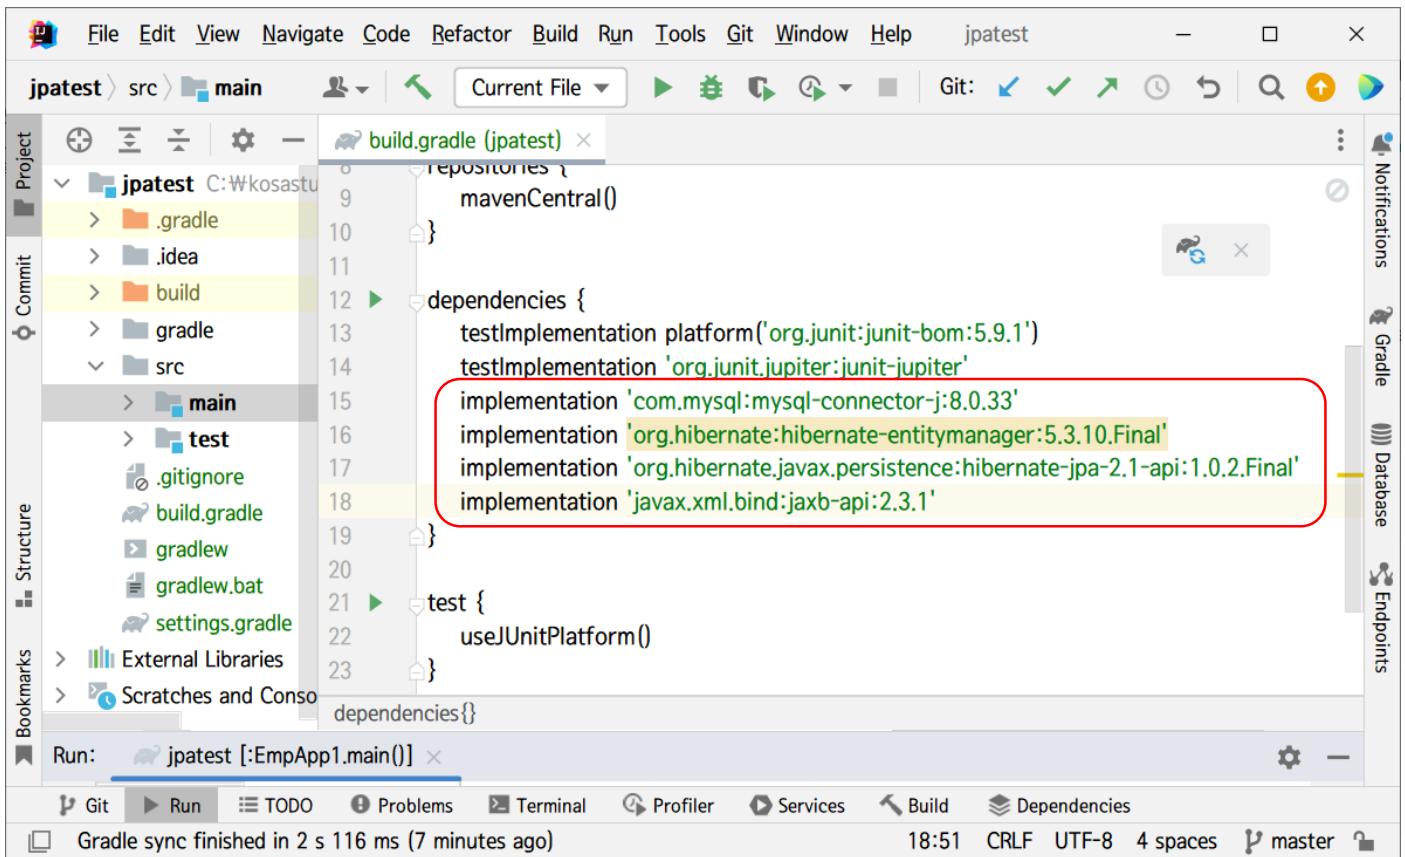 File Edit View Navigate Code Refactor Build Run Tools Git Window Help jpatest
jpatest src main Current File Git:
Project
Commit
Structure
Bookmarks
jpatest C:₩kosastu
.gradle
.idea
build
gradle
src
main
test
.gitignore
build.gradle
gradlew
gradlew.bat
settings.gradle
External Libraries
Scratches and Conso
build.gradle (jpatest)
8 repositories {
9 mavenCentral()
10 }
11
12 dependencies {
13 testImplementation platform('org.junit:junit-bom:5.9.1')
14 testImplementation 'org.junit.jupiter:junit-jupiter'
15 implementation 'com.mysql:mysql-connector-j:8.0.33'
16 implementation 'org.hibernate:hibernate-entitymanager:5.3.10.Final'
17 implementation 'org.hibernate.javax.persistence:hibernate-jpa-2.1-api:1.0.2.Final'
18 implementation 'javax.xml.bind:jaxb-api:2.3.1'
19 }
20
21 test {
22 useJUnitPlatform()
23 }
dependencies{}
Notifications
Gradle
Database
Endpoints
Run: jpatest [:EmpApp1.main()]
Git Run TODO Problems Terminal Profiler Services Build Dependencies
Gradle sync finished in 2 s 116 ms (7 minutes ago) 18:51 CRLF UTF-8 4 spaces master